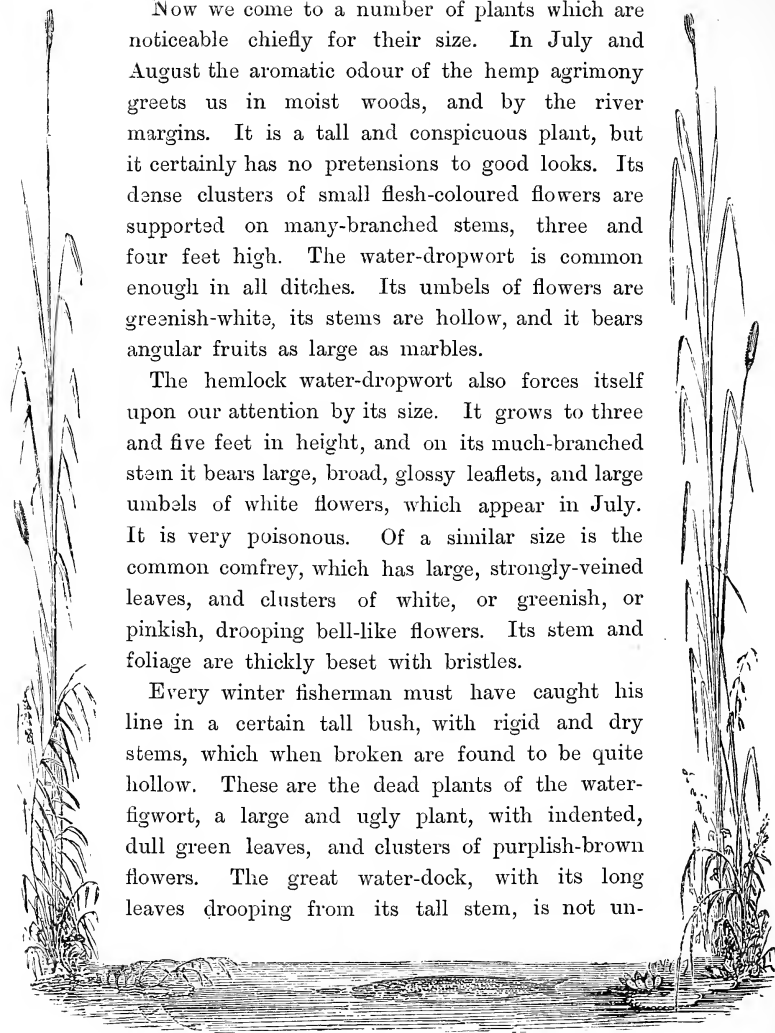 Now we come to a number of plants which are
noticeable chiefly for their size. In July and
August the aromatic odour of the hemp agrimony
greets us in moist woods, and by the river
margins. It is a tall and conspicuous plant, but
it certainly has no pretensions to good looks. Its
dense clusters of small flesh-coloured flowers are
supported on many-branched stems, three and
four feet high. The water-dropwort is common
enough in all ditches. Its umbels of flowers are
greenish-white, its stems are hollow, and it bears
angular fruits as large as marbles.
The hemlock water-dropwort also forces itself
upon our attention by its size. It grows to three
and five feet in height, and on its much-branched
stem it bears large, broad, glossy leaflets, and large
umbels of white flowers, which appear in July.
It is very poisonous. Of a similar size is the
common comfrey, which has large, strongly-veined
leaves, and clusters of white, or greenish, or
pinkish, drooping bell-like flowers. Its stem and
foliage are thickly beset with bristles.
Every winter fisherman must have caught his
line in a certain tall bush, with rigid and dry
stems, which when broken are found to be quite
hollow. These are the dead plants of the water-
figwort, a large and ugly plant, with indented,
dull green leaves, and clusters of purplish-brown
flowers. The great water-dock, with its long
leaves drooping from its tall stem, is not un-